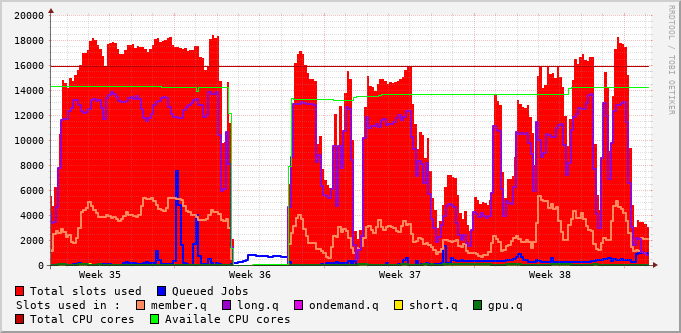 20000
18000
16000
14000
12000
10000
8000
6000
4000
2000
0
Week 35 Week 36 Week 37 Week 38
Total slots used Queued Jobs
Slots used in : member.q long.q ondemand.q short.q gpu.q
Total CPU cores Availale CPU cores
RRDTOOL / TOBI OETIKER